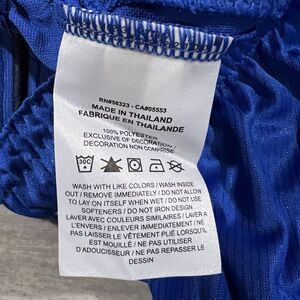 RN#56323 - CA#05553
MADE IN THAILAND
FABRIQUE EN THAILANDE
100% POLYESTER
EXCLUSIVE OF DECORATION /
DECORATION NON COMPRISE
30C
WASH WITH LIKE COLORS / WASH INSIDE
OUT / REMOVE IMMEDIATELY / DO NOT ALLOW
TO LAY ON ITSELF WHEN WET / DO NOT USE
SOFTENERS / DO NOT IRON DESIGN
LAVER AVEC COULEURS SIMILAIRES / LAVER A
L'ENVERS / ENLEVER IMMÉDIATEMENT / NE
PAS LAISSER LE VÊTEMENT PLIÉ LORSQU'IL
EST MOUILLÉ / NE PAS UTILISER
D'ADOUCISSEUR / NE PAS REPASSER LE
DESSIN